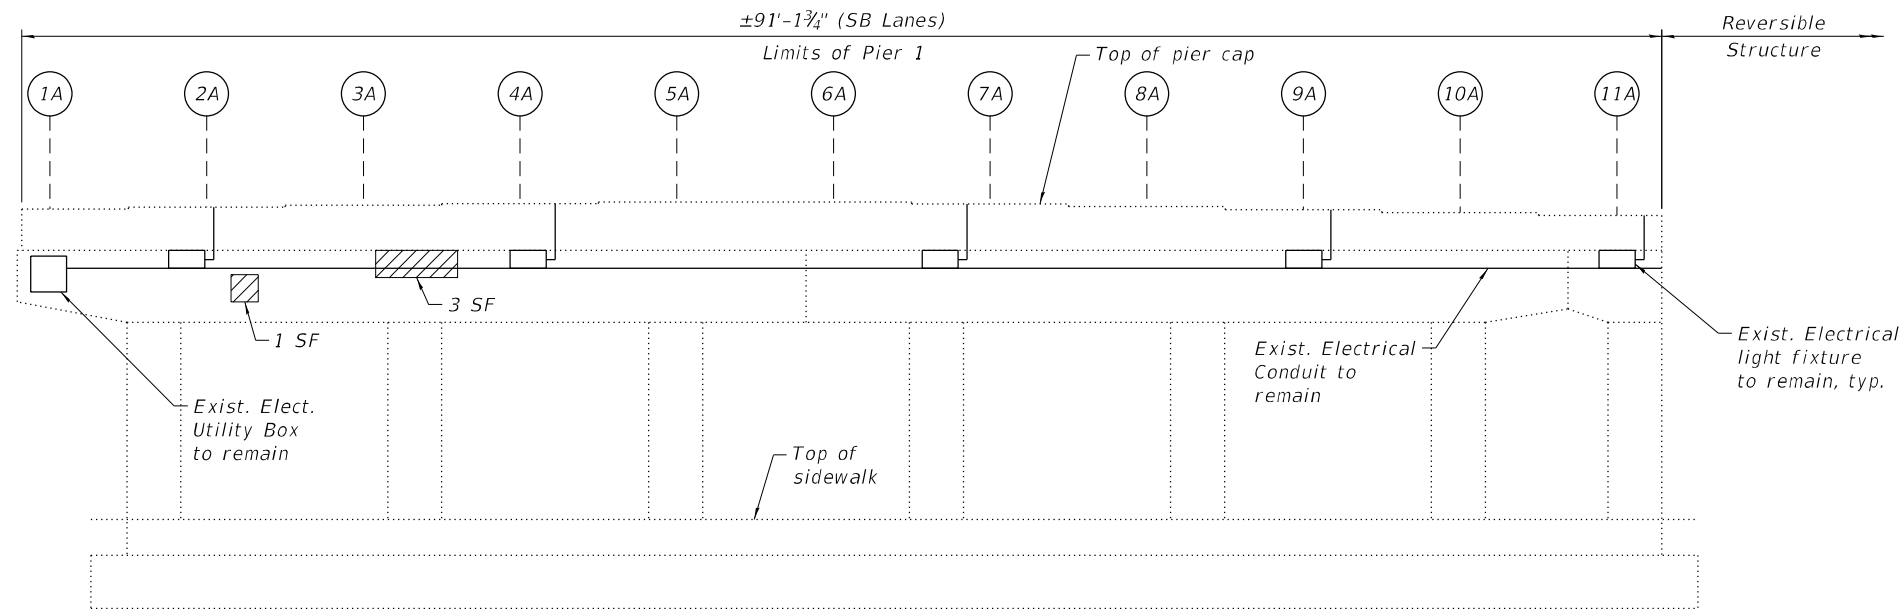 ±91'-1¾" (SB Lanes)
Limits of Pier 1
Reversible
Structure
Top of pier cap
1A
2A
3A
4A
5A
6A
7A
8A
9A
10A
11A
3 SF
1 SF
Exist. Electrical
light fixture
to remain, typ.
Exist. Electrical
Conduit to
remain
Exist. Elect.
Utility Box
to remain
Top of
sidewalk